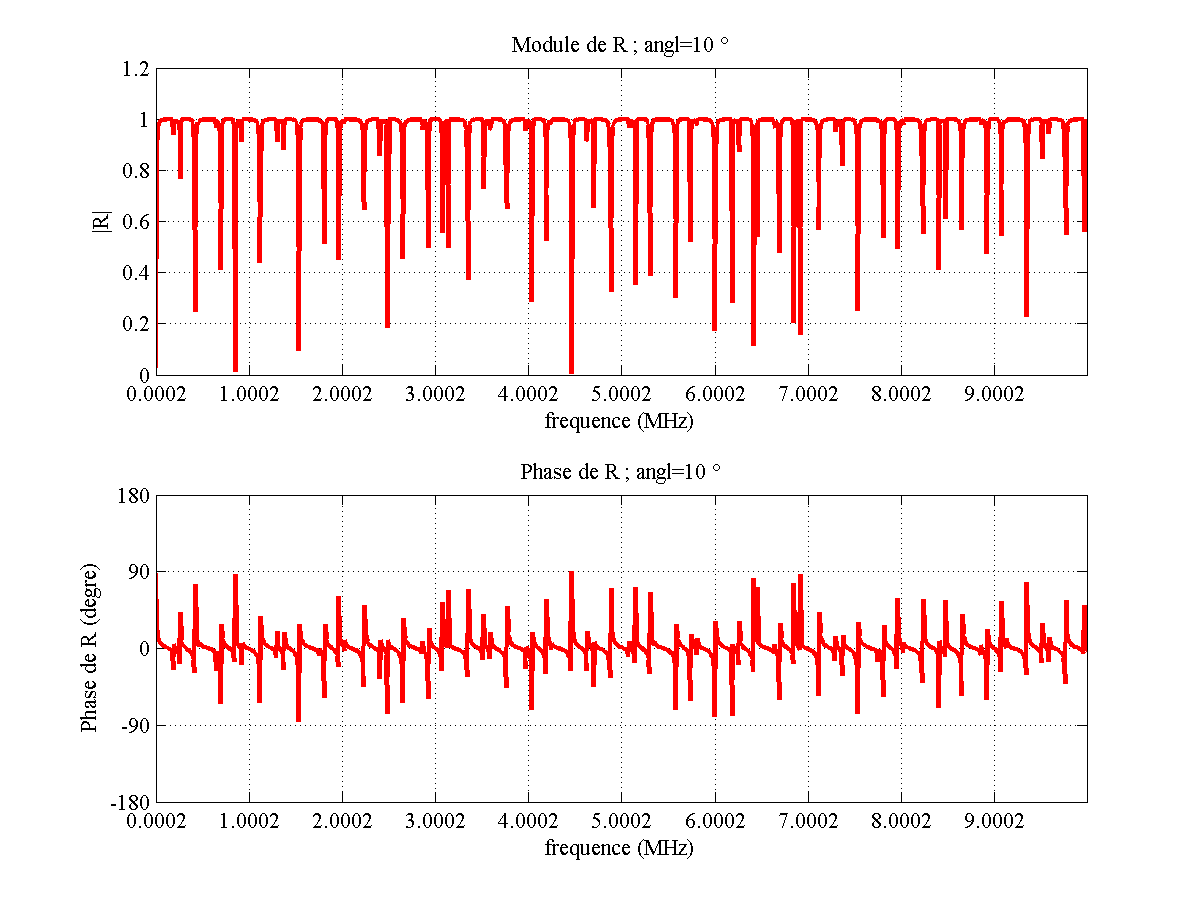 Module de R ; angl=10 °
1.2
1
0.8
0.6
0.4
0.2
0
|R|
0.0002 1.0002 2.0002 3.0002 4.0002 5.0002 6.0002 7.0002 8.0002 9.0002
frequence (MHz)
Phase de R ; angl=10 °
180
90
0
-90
-180
Phase de R (degre)
0.0002 1.0002 2.0002 3.0002 4.0002 5.0002 6.0002 7.0002 8.0002 9.0002
frequence (MHz)